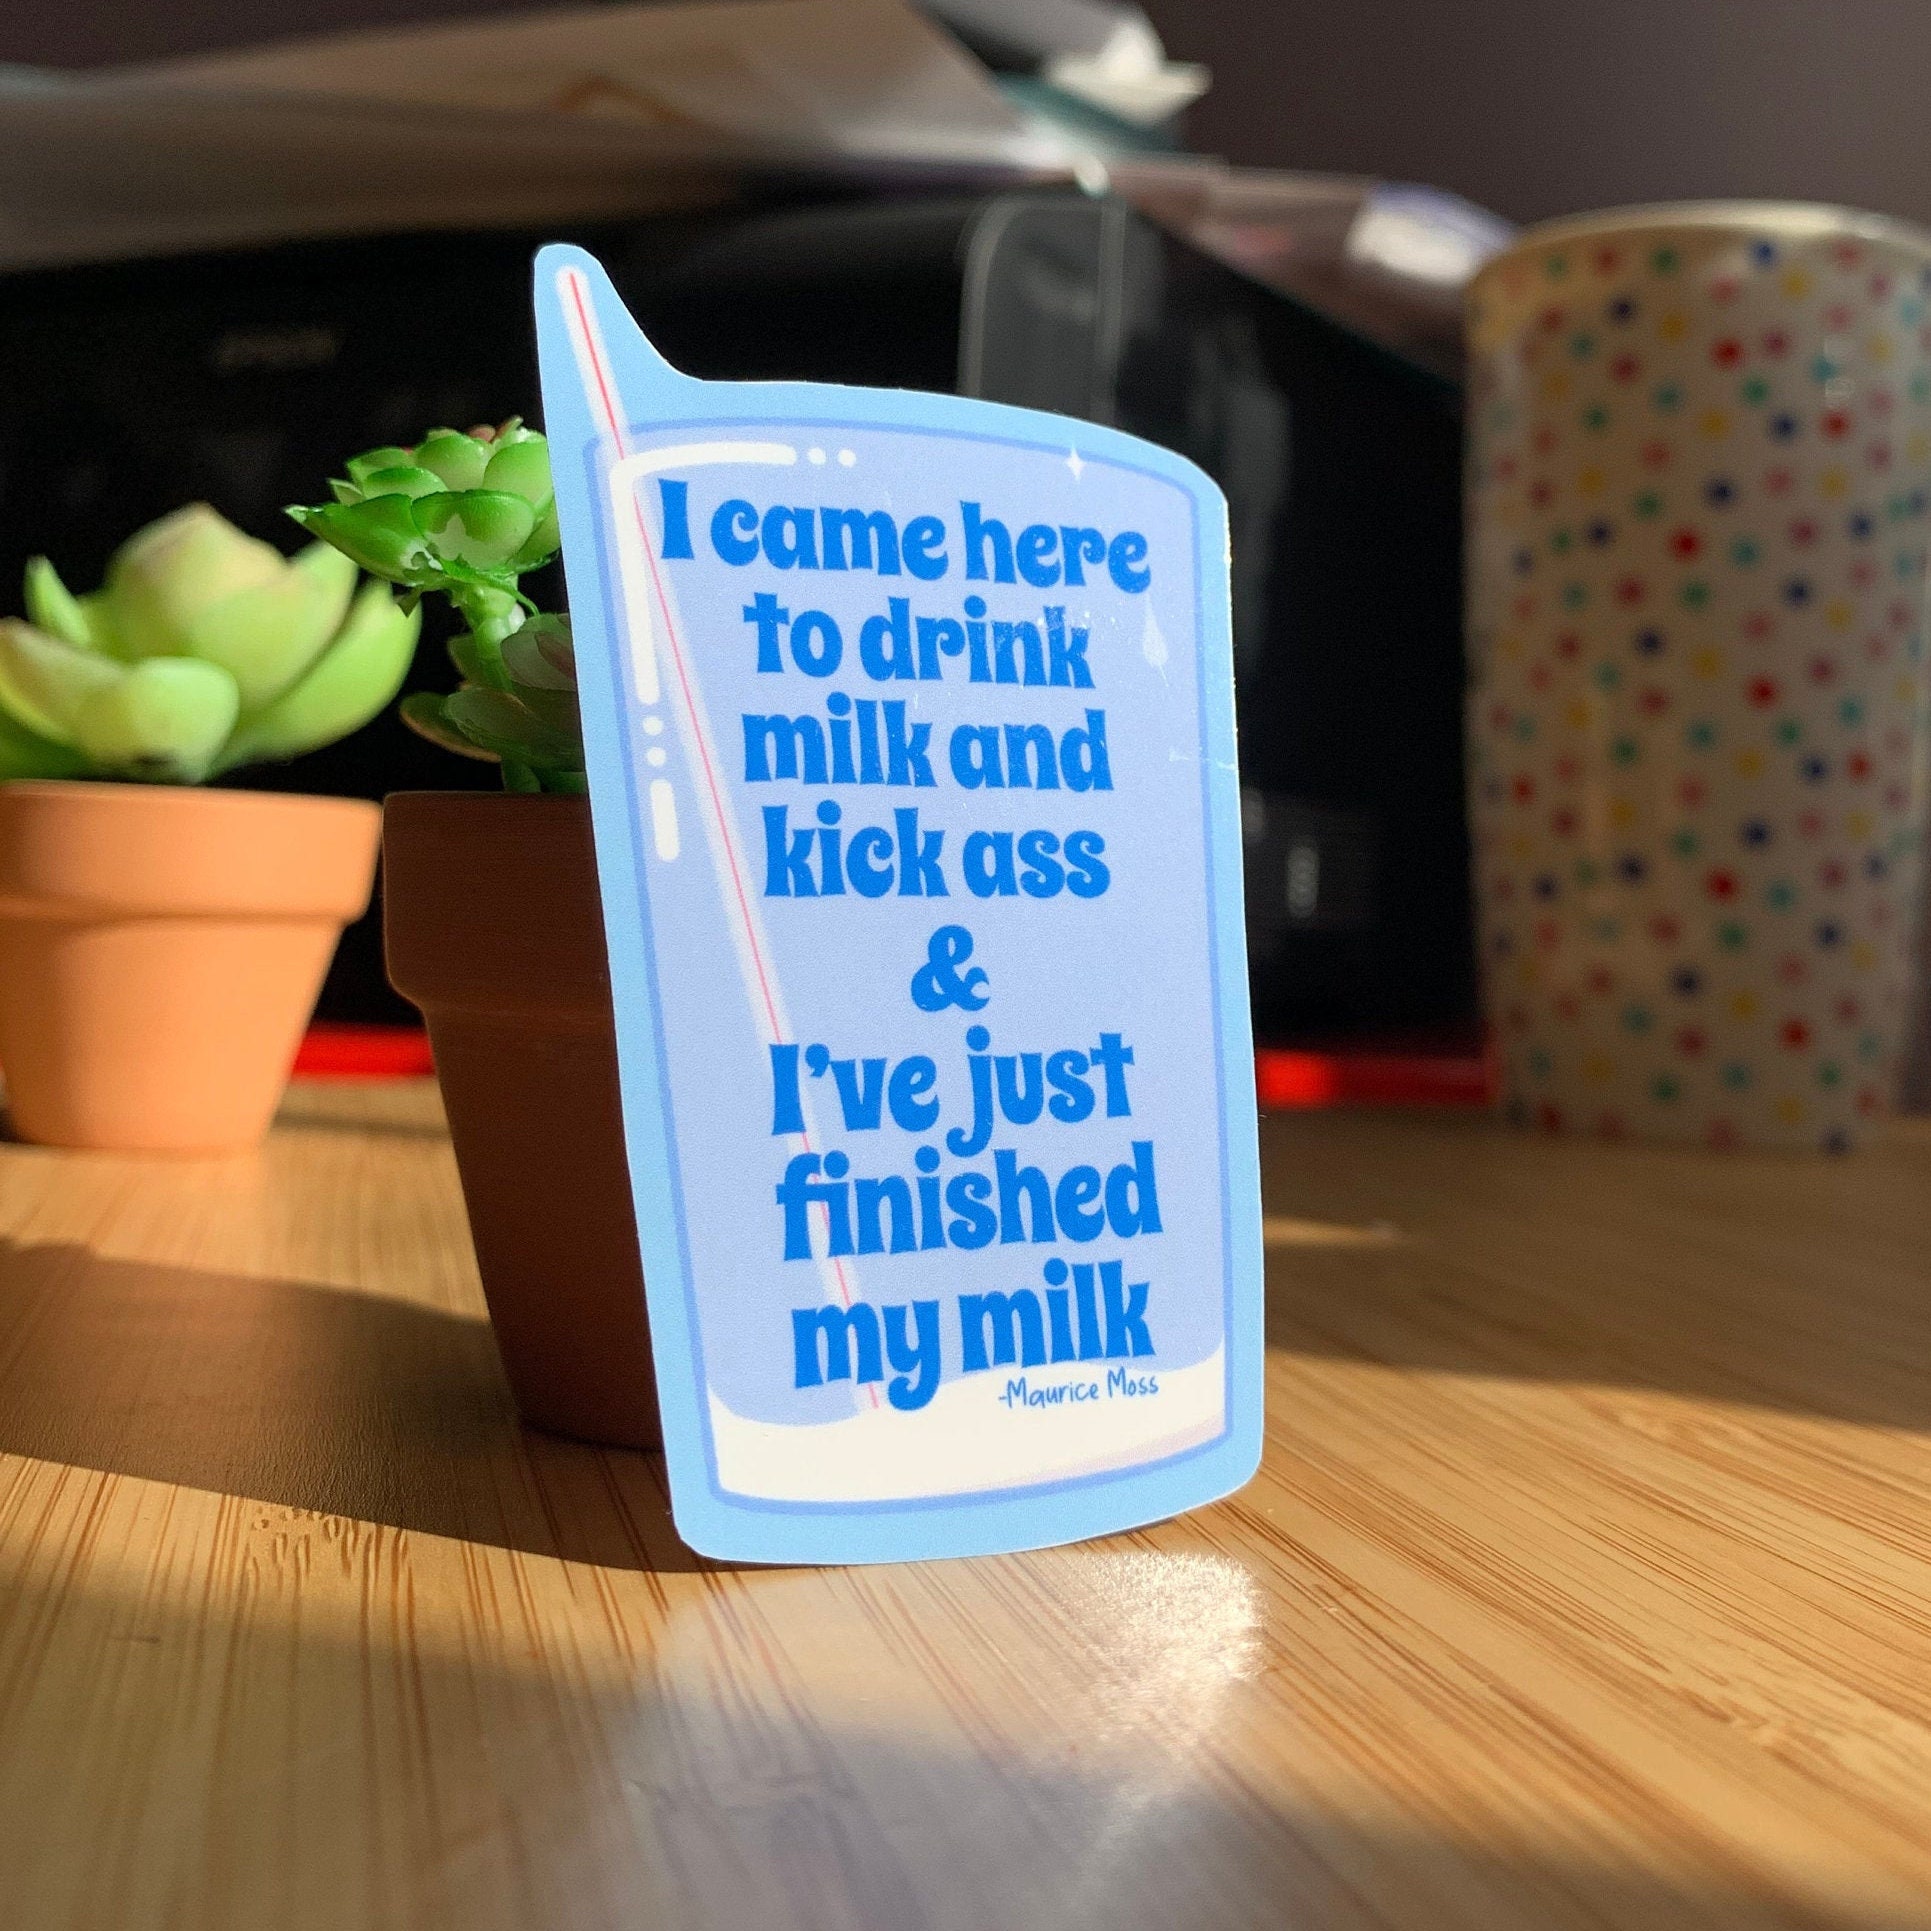 I came here
to drink
milk and
kick ass
&
I've just
finished
my milk
-Maurice Moss